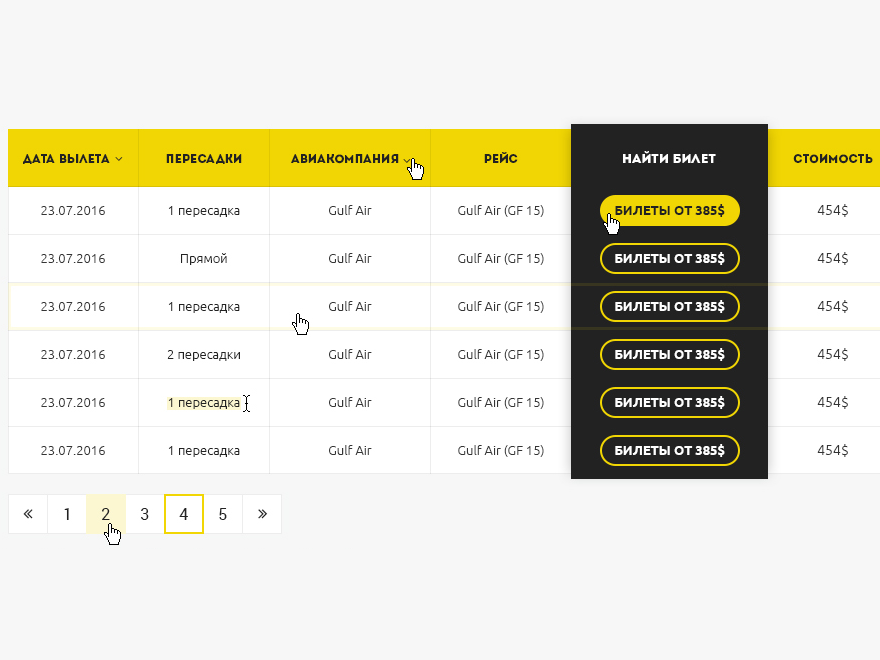 ДАТА ВЫЛЕТА ПЕРЕСАДКИ АВИАКОМПАНИЯ РЕЙС НАЙТИ БИЛЕТ СТОИМОСТЬ
23.07.2016 1 пересадка Gulf Air Gulf Air (GF 15) БИЛЕТЫ ОТ 385$ 454$
23.07.2016 Прямой Gulf Air Gulf Air (GF 15) БИЛЕТЫ ОТ 385$ 454$
23.07.2016 1 пересадка Gulf Air Gulf Air (GF 15) БИЛЕТЫ ОТ 385$ 454$
23.07.2016 2 пересадки Gulf Air Gulf Air (GF 15) БИЛЕТЫ ОТ 385$ 454$
23.07.2016 1 пересадка Gulf Air Gulf Air (GF 15) БИЛЕТЫ ОТ 385$ 454$
23.07.2016 1 пересадка Gulf Air Gulf Air (GF 15) БИЛЕТЫ ОТ 385$ 454$
« 1 2 3 4 5 »